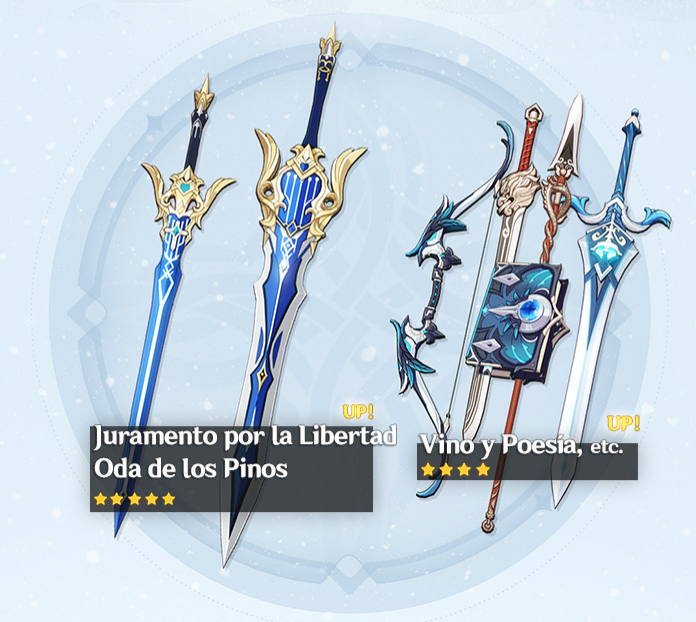 UP!
Juramento por la Libertad
Oda de los Pinos
UP!
Vino y Poesía, etc.